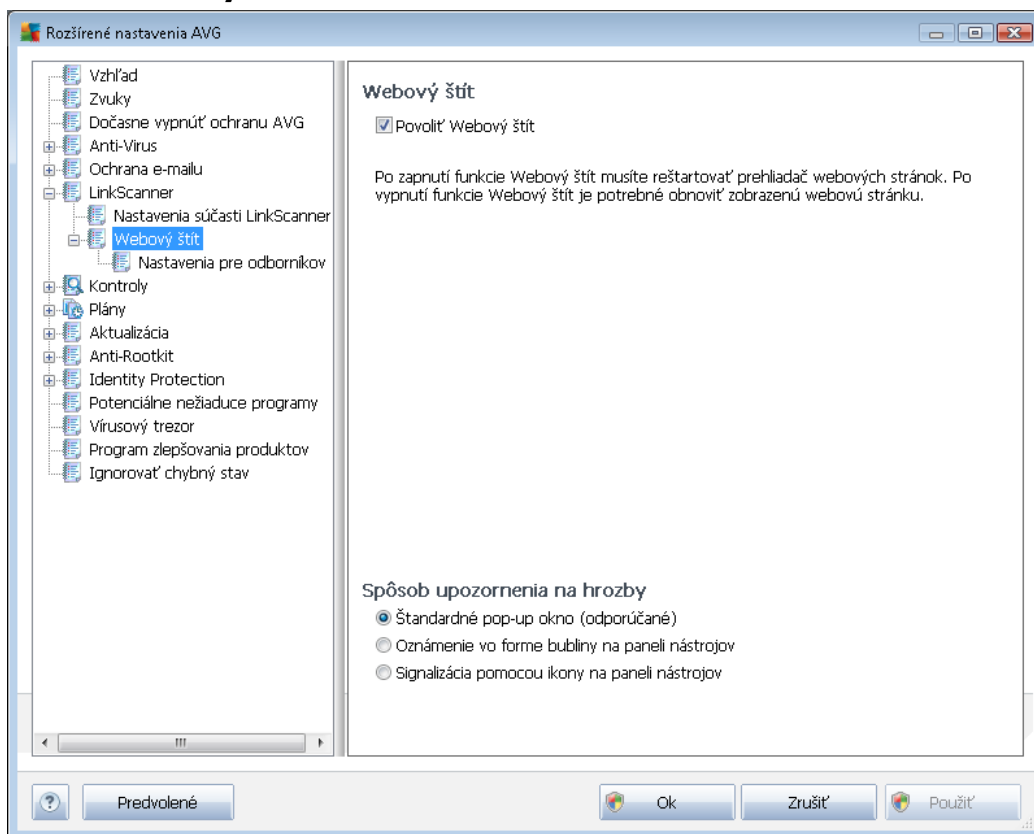 Rozšírené nastavenia AVG
Vzhľad
Zvuky
Dočasne vypnúť ochranu AVG
Anti-Virus
Ochrana e-mailu
LinkScanner
Nastavenia súčasti LinkScanner
Webový štít
Nastavenia pre odborníkov
Kontroly
Plány
Aktualizácia
Anti-Rootkit
Identity Protection
Potenciálne nežiaduce programy
Vírusový trezor
Program zlepšovania produktov
Ignorovať chybný stav
Webový štít
Povoliť Webový štít
Po zapnutí funkcie Webový štít musíte reštartovať prehliadač webových stránok. Po
vypnutí funkcie Webový štít je potrebné obnoviť zobrazenú webovú stránku.
Spôsob upozornenia na hrozby
Štandardné pop-up okno (odporúčané)
Oznámenie vo forme bubliny na paneli nástrojov
Signalizácia pomocou ikony na paneli nástrojov
Predvolené
Ok
Zrušiť
Použiť